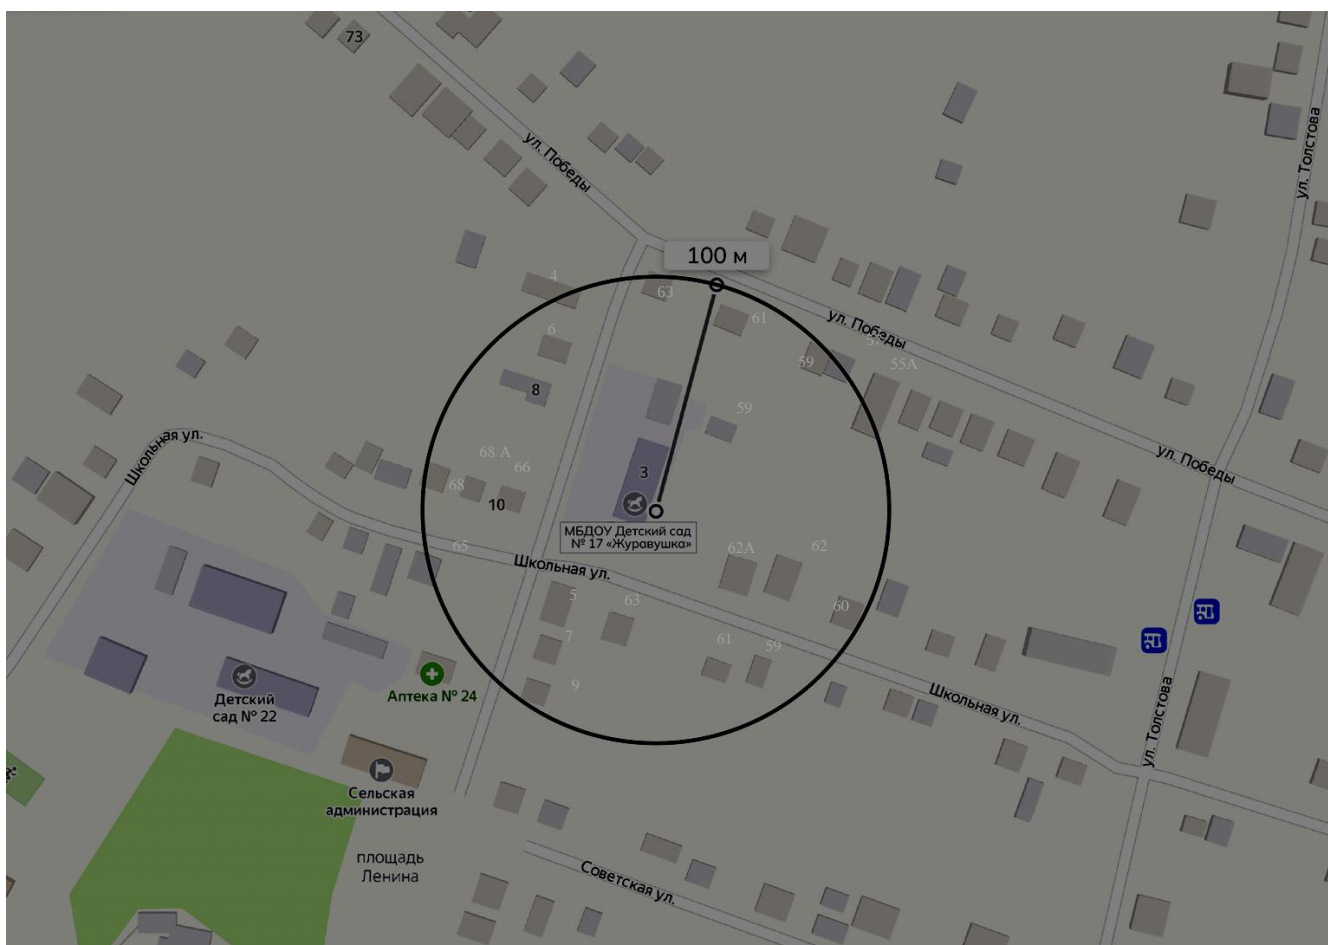 73
ул. Победы
ул. Толстова
100 м
4
63
61
ул. Победы
6
57
59
55А
8
59
Школьная ул.
68 А
66
ул. Победы
3
68
10
МБДОУ Детский сад
№ 17 «Журавушка»
65
62А
62
Школьная ул.
5
63
60
7
61
59
9
Аптека № 24
Детский
сад № 22
Школьная ул.
ул. Толстова
Сельская
администрация
площадь
Ленина
Советская ул.